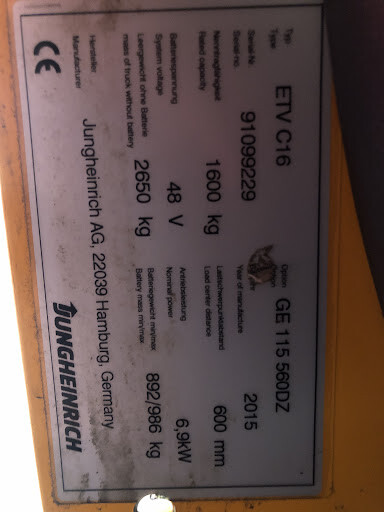 Typ
Type
ETV C16
Option
Option
GE 115 560DZ
Serial-Nr.
Serial-no.
91099229
Year of manufacture
2015
Nenntragfähigkeit
Rated capacity
1600 kg
Lastschwerpunktabstand
Load center distance
600 mm
Batteriespannung
System voltage
48 V
Antriebsleistung
Nominal power
6,9kW
Leergewicht ohne Batterie
mass of truck without battery
2650 kg
Batteriegewicht min/max
Battery mass min/max
892/986 kg
Hersteller
Manufacturer
Jungheinrich AG, 22039 Hamburg, Germany
CE
JUNGHEINRICH